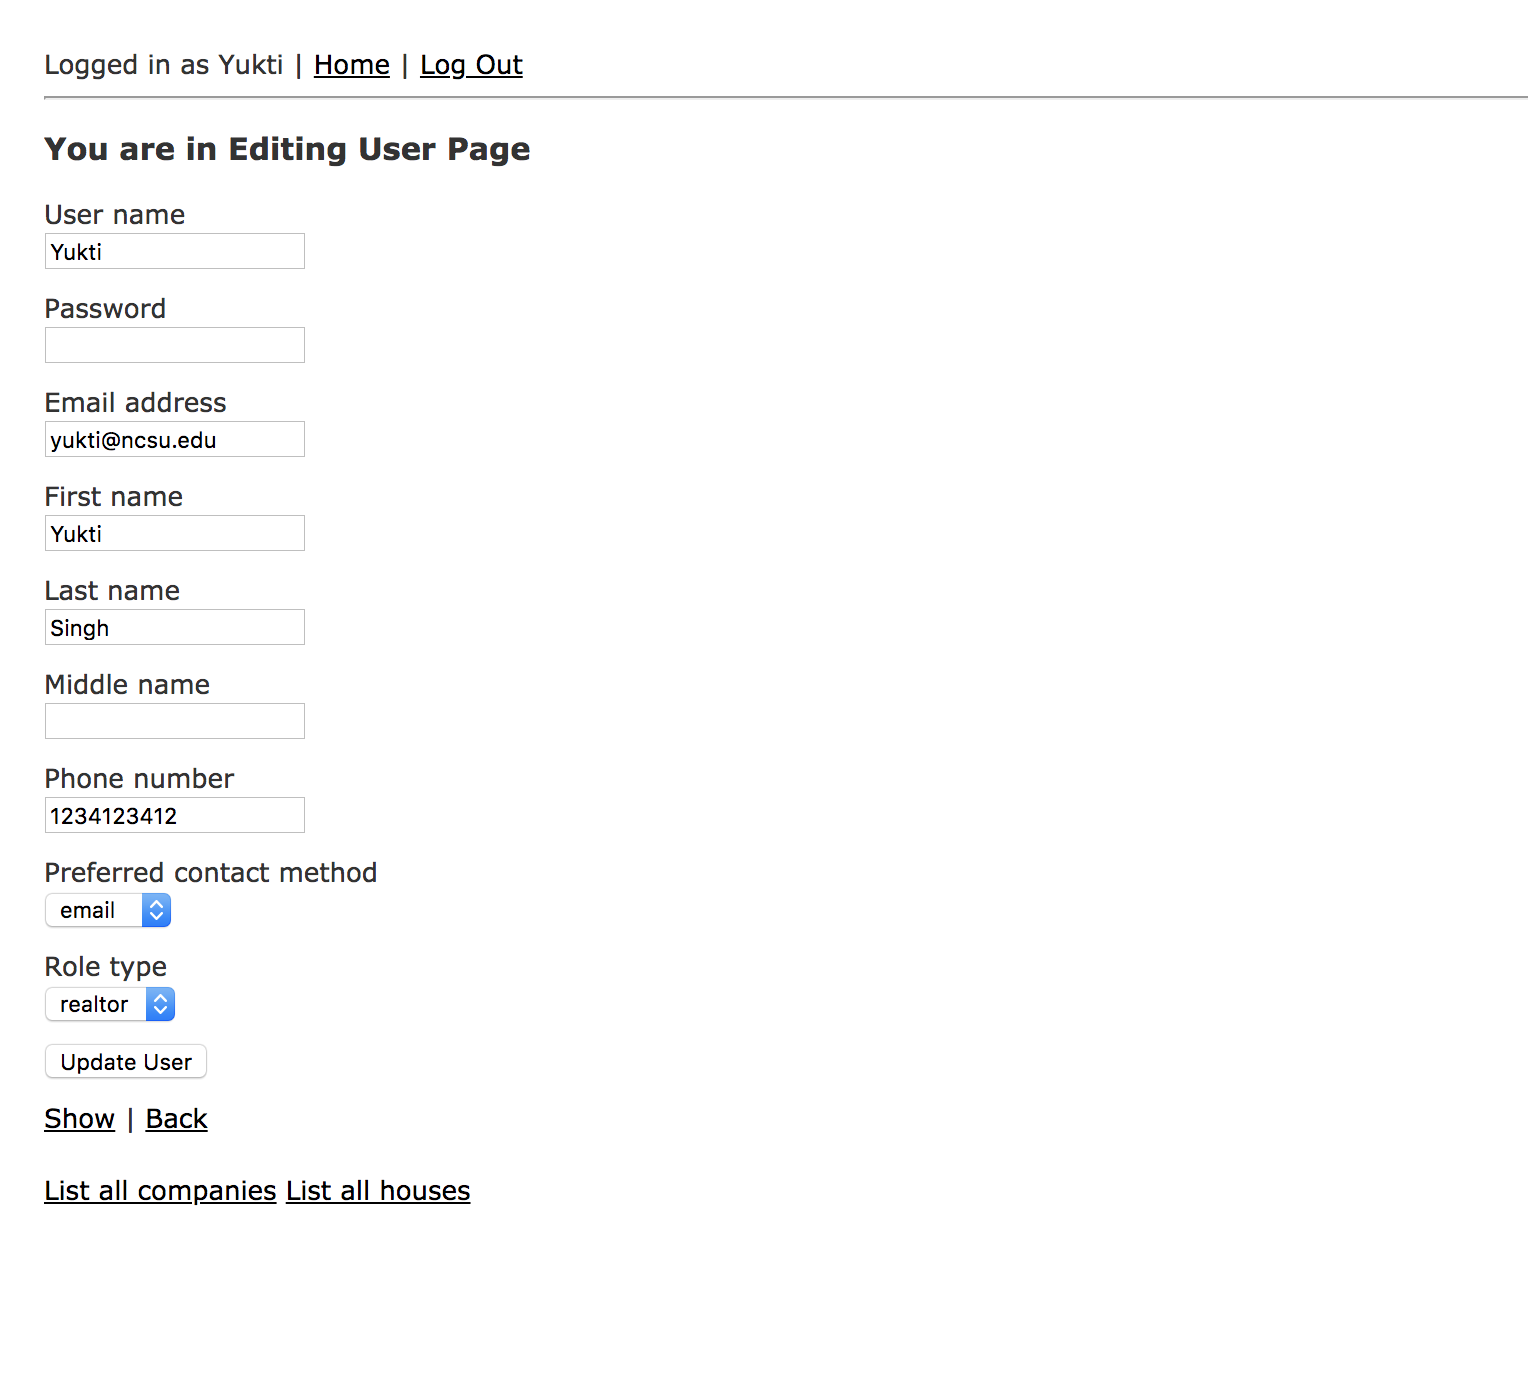 Logged in as Yukti | Home | Log Out
You are in Editing User Page
User name
Yukti
Password
Email address
yukti@ncsu.edu
First name
Yukti
Last name
Singh
Middle name
Phone number
1234123412
Preferred contact method
email
Role type
realtor
Update User
Show | Back
List all companies List all houses